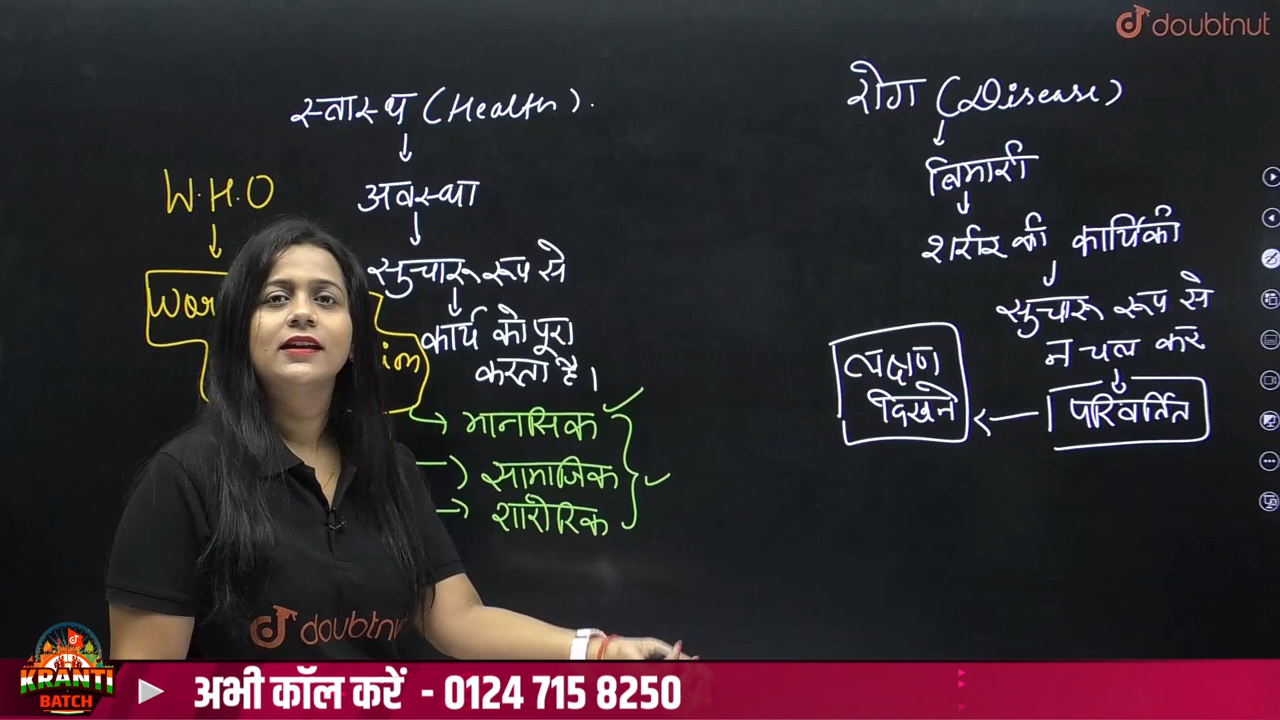 doubtnut
स्वास्थ्य (Health).
अवस्था
सुचारू रूप से
कार्य को पूरा
करता है।
W.H.O
मानसिक
सामाजिक
शारीरिक
रोग (Disease)
बिमारी
शरीर की कार्यिकी
सुचारू रूप से
न चल कर
परिवर्तित
लक्षण
दिखने
doubtnut
KRANTI
BATCH
अभी कॉल करें - 0124 715 8250